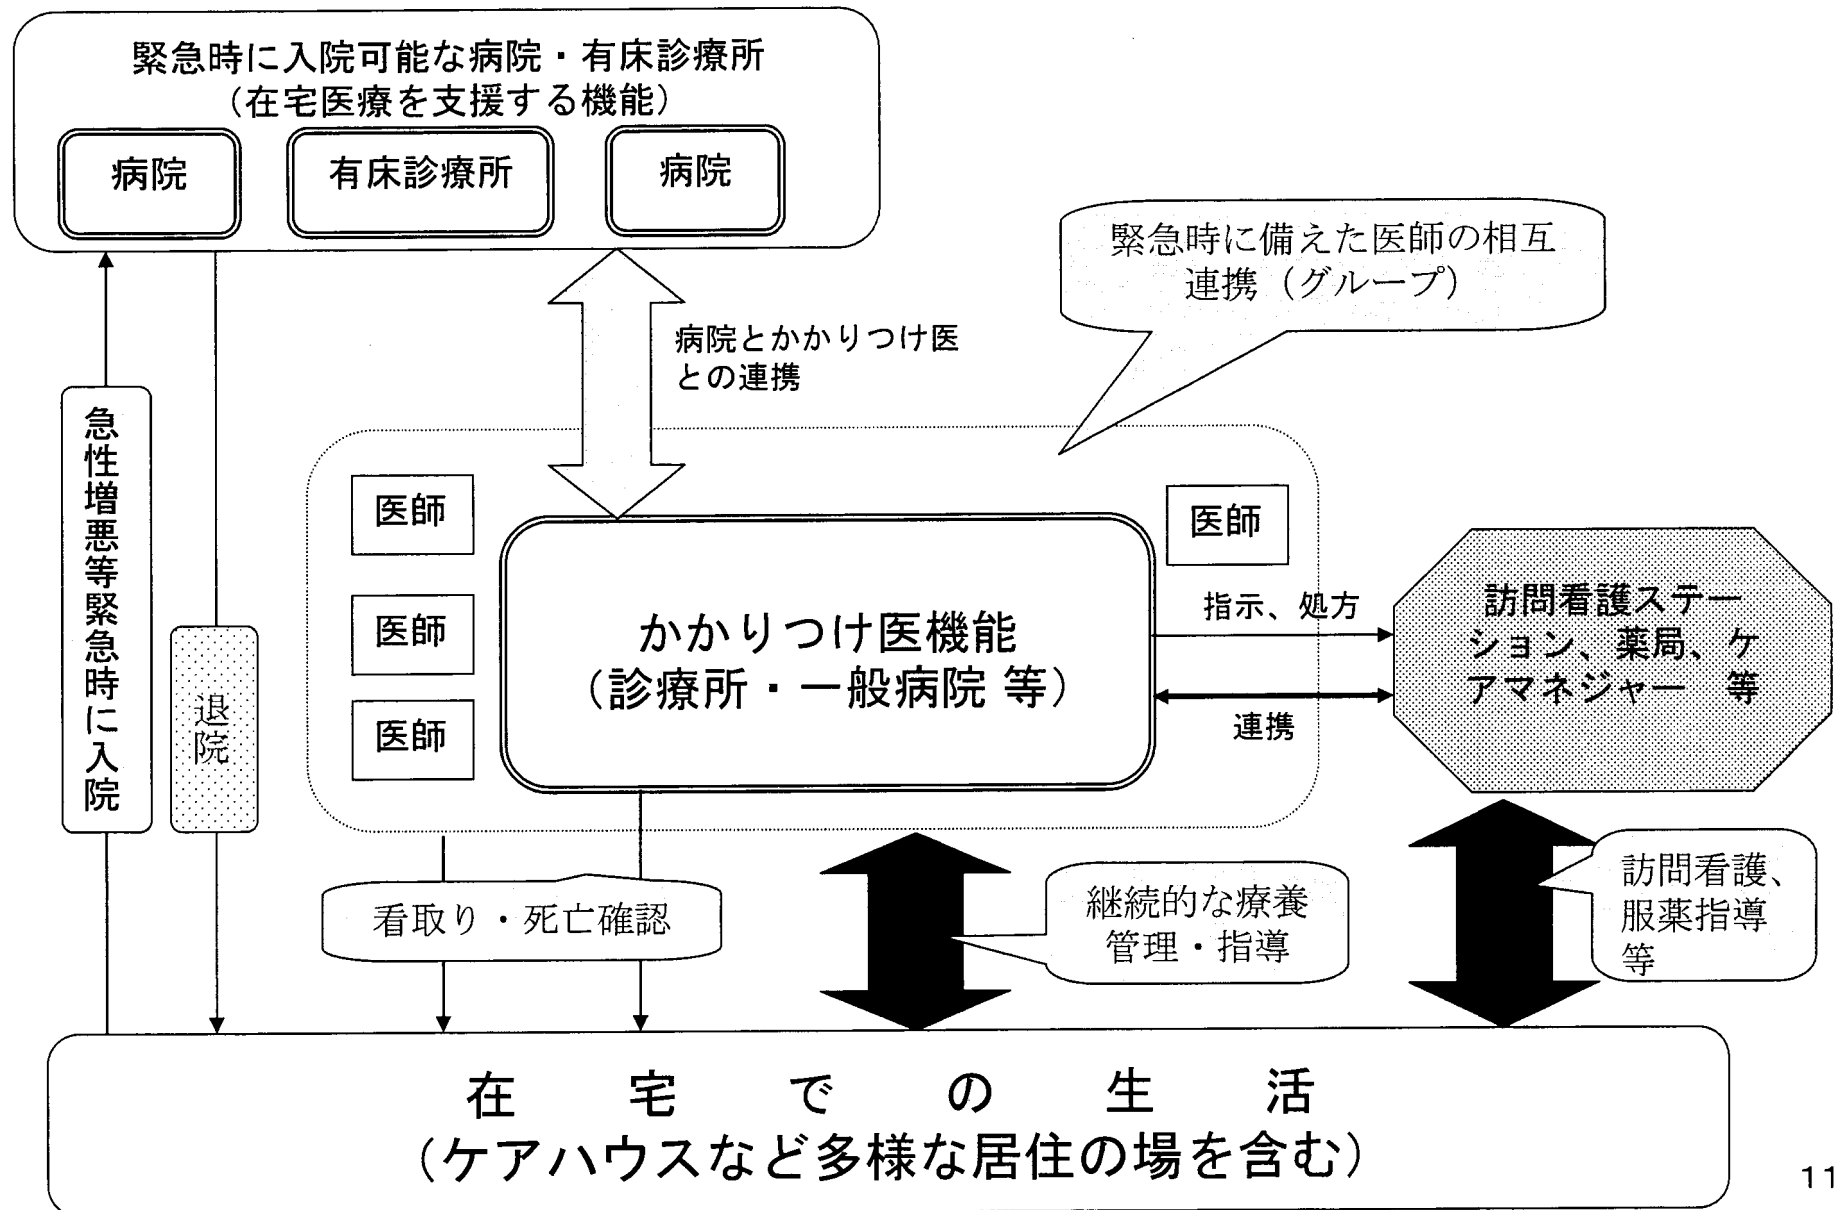 緊急時に入院可能な病院・有床診療所
（在宅医療を支援する機能）
病院
有床診療所
病院
緊急時に備えた医師の相互
連携（グループ）
病院とかかりつけ医
との連携
急性増悪等緊急時に入院
退院
医師
医師
医師
医師
かかりつけ医機能
（診療所・一般病院 等）
指示、処方
連携
訪問看護ステー
ション、薬局、ケ
アマネジャー 等
看取り・死亡確認
継続的な療養
管理・指導
訪問看護、
服薬指導
等
在宅での生活
（ケアハウスなど多様な居住の場を含む）
11